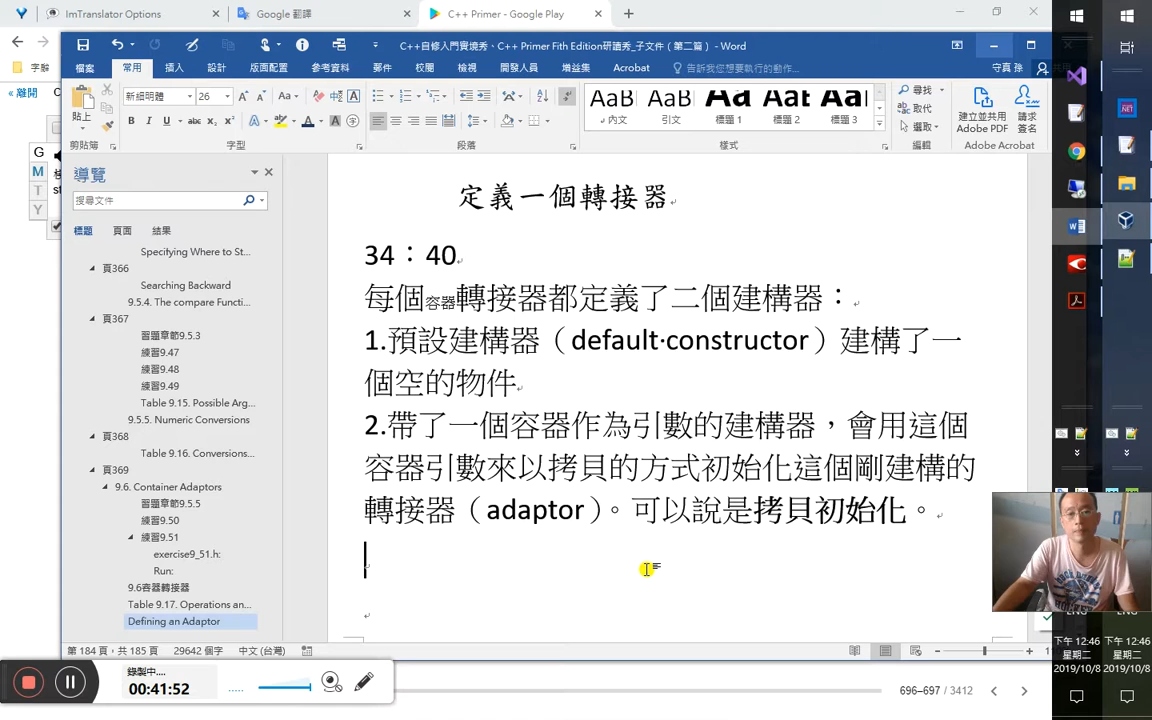 ImTranslator Options
Google 翻譯
C++ Primer - Google Play
C++自修入門實境秀、C++ Primer Fith Edition研讀秀_子文件（第二篇） - Word
字齡
檔案
常用
插入
設計
版面配置
參考資料
郵件
校閱
檢視
開發人員
增益集
Acrobat
告訴我您想要執行的動作...
守真 孫
«離開
貼上
新細明體
26
AaB
AaB
Aa
Aat
Aa
內文
引文
標題 1
標題 2
標題 3
尋找
取代
選取
建立並共用
Adobe PDF
請求
簽名
剪貼簿
字型
段落
樣式
編輯
Adobe Acrobat
G
M
T
Y
導覽
搜尋文件
標題
頁面
結果
Specifying Where to St...
頁366
Searching Backward
9.5.4. The compare Functi...
頁367
習題章節9.5.3
練習9.47
練習9.48
練習9.49
Table 9.15. Possible Arg...
9.5.5. Numeric Conversions
頁368
Table 9.16. Conversions...
頁369
9.6. Container Adaptors
習題章節9.5.5
練習9.50
練習9.51
exercise9_51.h:
Run:
9.6容器轉接器
Table 9.17. Operations an...
Defining an Adaptor
定義一個轉接器
34：40
每個容器轉接器都定義了二個建構器：
1.預設建構器（default·constructor）建構了一
個空的物件
2.帶了一個容器作為引數的建構器，會用這個
容器引數來以拷貝的方式初始化這個剛建構的
轉接器（adaptor）。可以說是拷貝初始化。
第 184 頁，共 185 頁
29642 個字
中文 (台灣)
錄製中....
00:41:52
696–697 / 3412
下午 12:46
星期二
2019/10/8
下午 12:46
星期二
2019/10/8